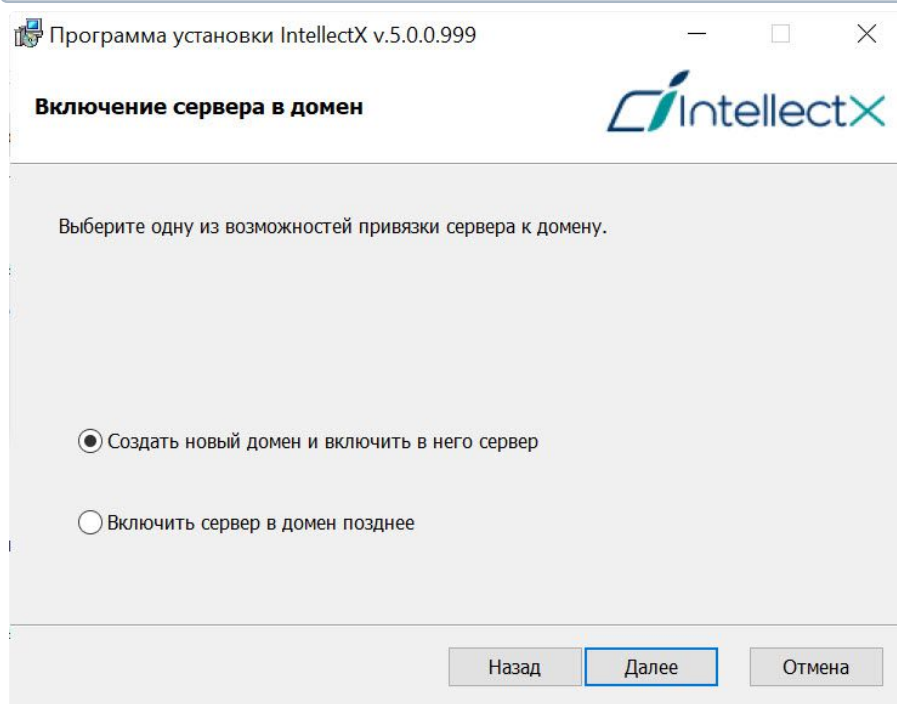 Программа установки IntellectX v.5.0.0.999
Включение сервера в домен
IntellectX
Выберите одну из возможностей привязки сервера к домену.
Создать новый домен и включить в него сервер
Включить сервер в домен позднее
Назад Далее Отмена